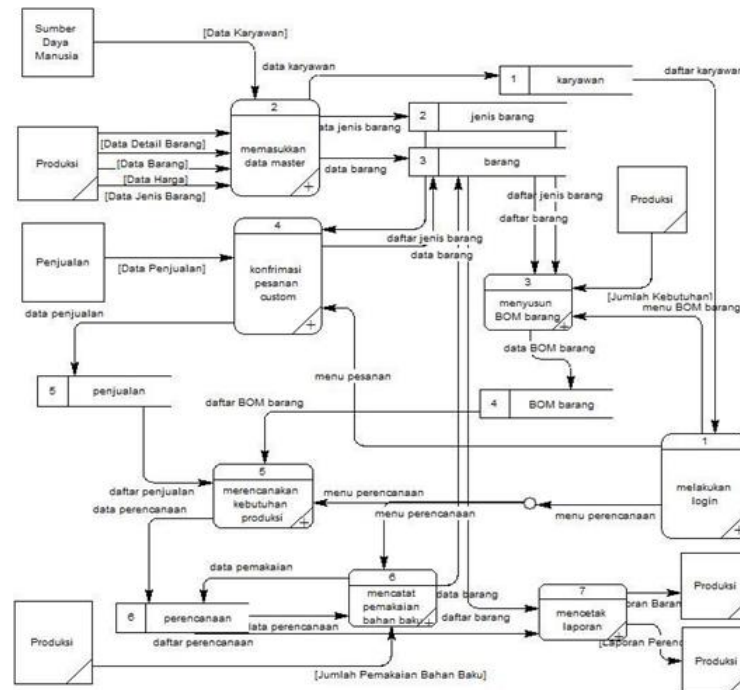 Sumber
Daya
Manusia
[Data Karyawan]
data karyawan
1
karyawan
daftar karyawan
2
memasukkan
data master
+
data jenis barang
2
jenis barang
Produksi
[Data Detail Barang]
[Data Barang]
[Data Harga]
[Data Jenis Barang]
data barang
3
barang
daftar jenis barang
daftar barang
Produksi
4
konfrimasi
pesanan
custom
+
daftar jenis barang
data barang
Penjualan
[Data Penjualan]
3
menyusun
BOM barang
+
[Jumlah Kebutuhan]
menu BOM barang
data penjualan
data BOM barang
menu pesanan
5
penjualan
daftar BOM barang
4
BOM barang
1
melakukan
login
+
5
merencanakan
kebutuhan
produksi
+
daftar penjualan
data perencanaan
menu perencanaan
menu perencanaan
menu perencanaan
data pemakaian
6
mencatat
pemakaian
bahan baku
+
data barang
daftar barang
7
mencetak
laporan
+
Produksi
6
perencanaan
data perencanaan
daftar perencanaan
Produksi
[Jumlah Pemakaian Bahan Baku]
Produksi